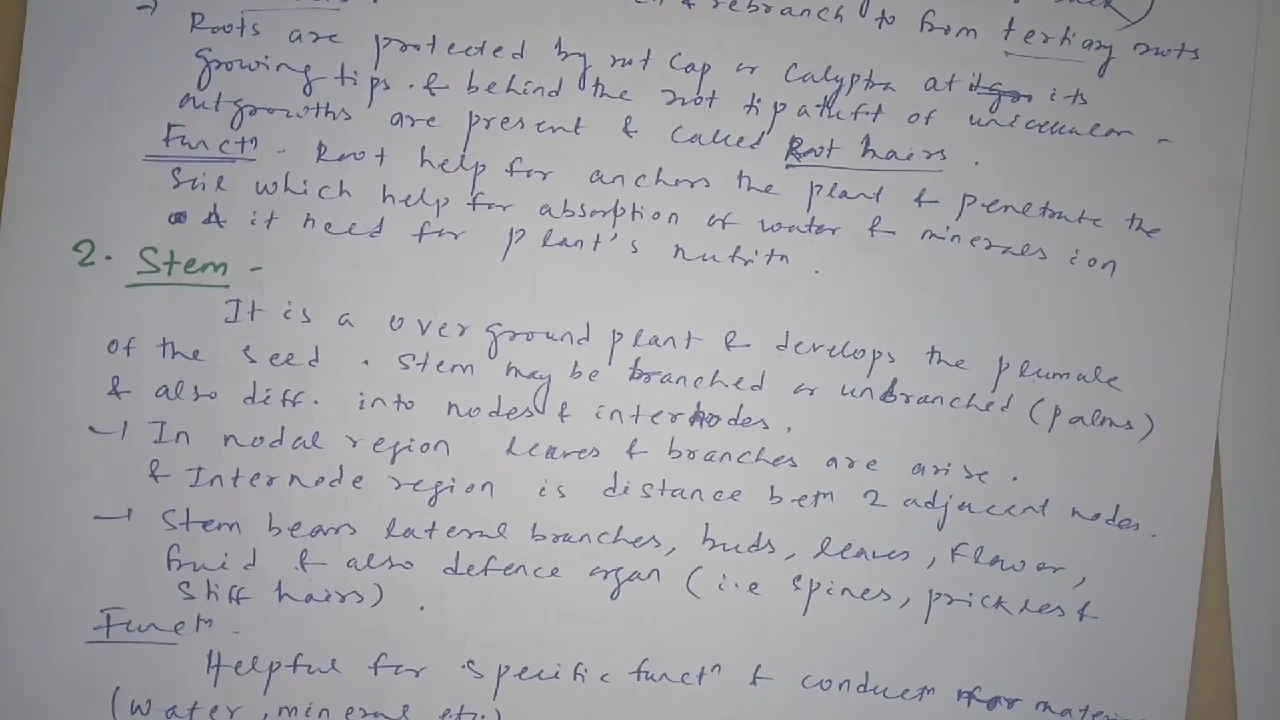 & rebranch to from tertiary roots
Roots are protected by root cap or Calyptra at its
growing tips. & behind the root tip a tuft of unicellular -
outgrowths are present & called Root hairs.
Functn - Root help for anchors the plant & penetrate the
soil which help for absorption of water & minerals ion
it need for plant's nutritn.
2. Stem -
It is a over ground plant & develops the plumule
of the seed. Stem may be branched or unbranched (palms)
& also diff. into nodes & internodes.
→ In nodal region leaves & branches are arise.
& Internode region is distance betn 2 adjacent nodes.
→ Stem bears lateral branches, buds, leaves, Flower,
fruid & also defence organ (i.e spines, prickles &
Stiff hairs).
Functn -
Helpful for specific functn & conductn for
(water, mineral etc.)